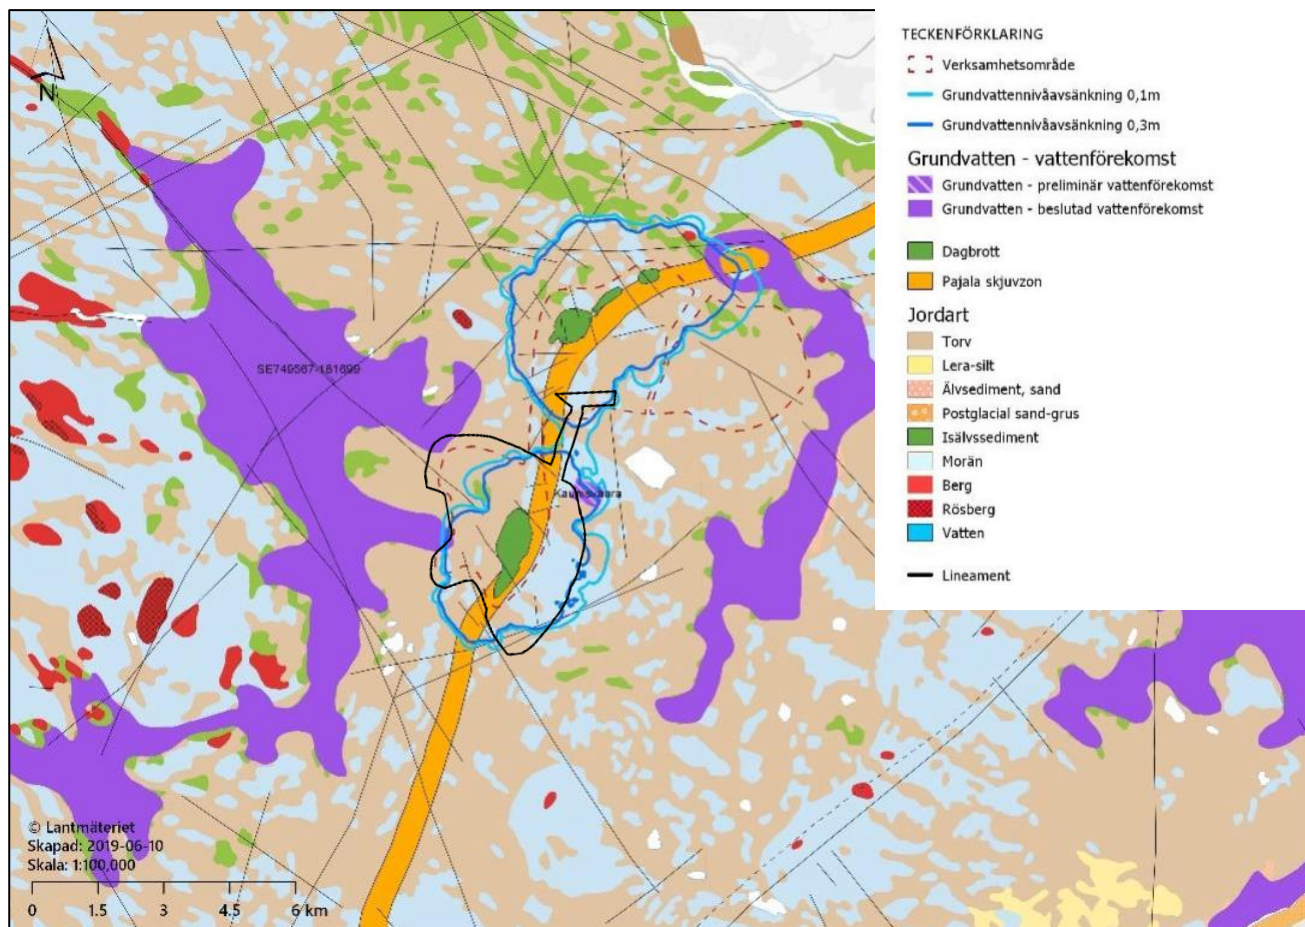 N
SE749567-181699
© Lantmäteriet
Skapad: 2019-06-10
Skala: 1:100,000
0 1.5 3 4.5 6 km
TECKENFÖRKLARING
Verksamhetsområde
Grundvattennivåavsänkning 0,1m
Grundvattennivåavsänkning 0,3m
Grundvatten - vattenförekomst
Grundvatten - preliminär vattenförekomst
Grundvatten - beslutad vattenförekomst
Dagbrott
Pajala skjuvzon
Jordart
Torv
Lera-silt
Älvsediment, sand
Postglacial sand-grus
Isälvssediment
Morän
Berg
Rösberg
Vatten
Lineament